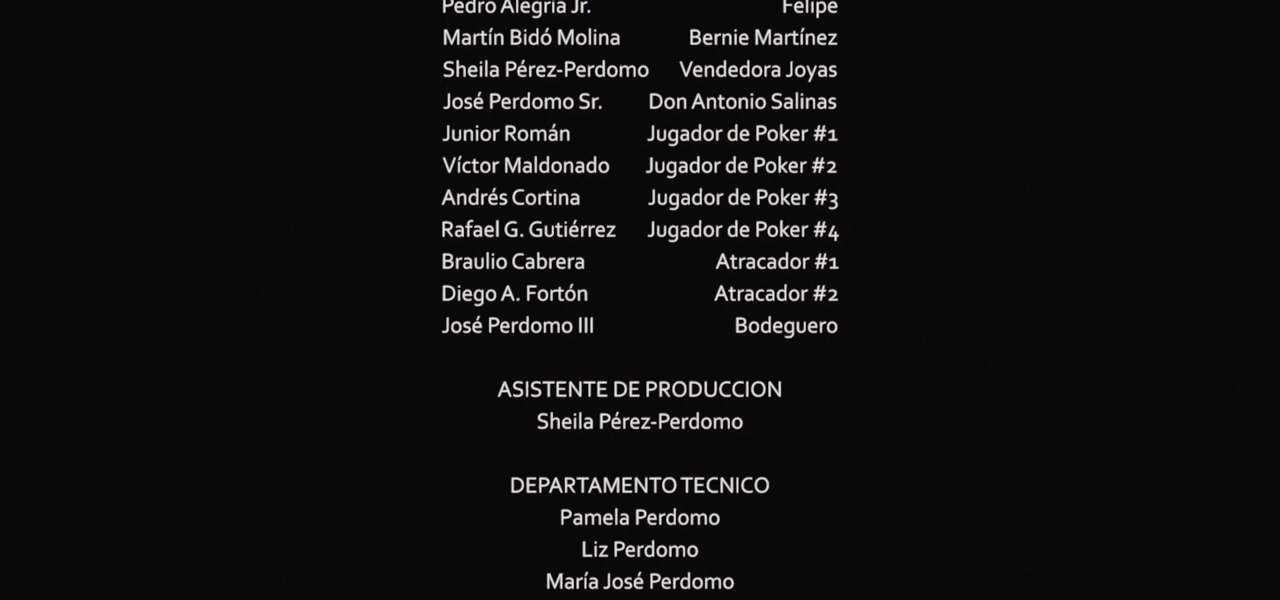 Pedro Alegría Jr. Felipe
Martín Bidó Molina Bernie Martínez
Sheila Pérez-Perdomo Vendedora Joyas
José Perdomo Sr. Don Antonio Salinas
Junior Román Jugador de Poker #1
Víctor Maldonado Jugador de Poker #2
Andrés Cortina Jugador de Poker #3
Rafael G. Gutiérrez Jugador de Poker #4
Braulio Cabrera Atracador #1
Diego A. Fortón Atracador #2
José Perdomo III Bodeguero
ASISTENTE DE PRODUCCION
Sheila Pérez-Perdomo
DEPARTAMENTO TECNICO
Pamela Perdomo
Liz Perdomo
María José Perdomo